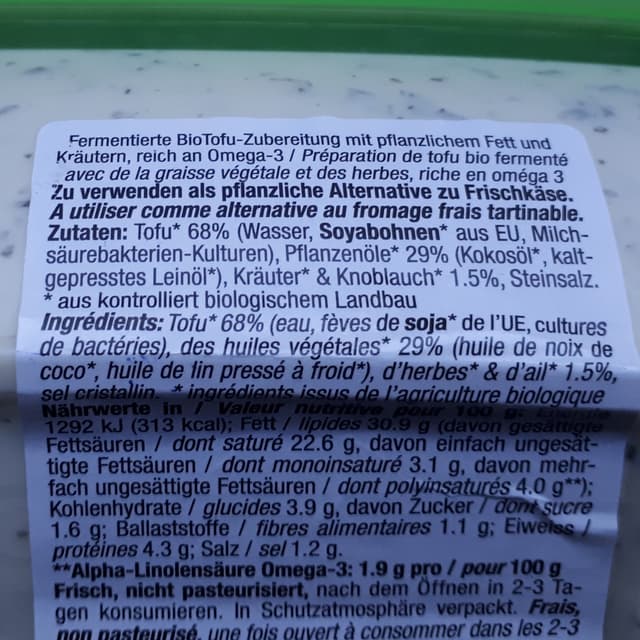 Fermentierte BioTofu-Zubereitung mit pflanzlichem Fett und
Kräutern, reich an Omega-3 / Préparation de tofu bio fermenté
avec de la graisse végétale et des herbes, riche en oméga 3
Zu verwenden als pflanzliche Alternative zu Frischkäse.
A utiliser comme alternative au fromage frais tartinable.
Zutaten: Tofu* 68% (Wasser, Soyabohnen* aus EU, Milch-
säurebakterien-Kulturen), Pflanzenöle* 29% (Kokosöl*, kalt-
gepresstes Leinöl*), Kräuter* & Knoblauch* 1.5%, Steinsalz.
* aus kontrolliert biologischem Landbau
Ingrédients: Tofu* 68% (eau, fèves de soja* de l'UE, cultures
de bactéries), des huiles végétales* 29% (huile de noix de
coco*, huile de lin pressé à froid*), d'herbes* & d'ail* 1.5%,
sel cristallin. * ingrédients issus de l'agriculture biologique
Nährwerte in / Valeur nutritive pour 100 g:
1292 kJ (313 kcal); Fett / lipides 30.9 g (davon gesättigte
Fettsäuren / dont saturé 22.6 g, davon einfach ungesät-
tigte Fettsäuren / dont monoinsaturé 3.1 g, davon mehr-
fach ungesättigte Fettsäuren / dont polyinsaturés 4.0 g**);
Kohlenhydrate / glucides 3.9 g, davon Zucker / dont sucre
1.6 g; Ballaststoffe / fibres alimentaires 1.1 g; Eiweiss /
protéines 4.3 g; Salz / sel 1.2 g.
**Alpha-Linolensäure Omega-3: 1.9 g pro / pour 100 g
Frisch, nicht pasteurisiert, nach dem Öffnen in 2-3 Ta-
gen konsumieren. In Schutzatmosphäre verpackt. Frais,
non pasteurisé, une fois ouvert à consommer dans les 2-3